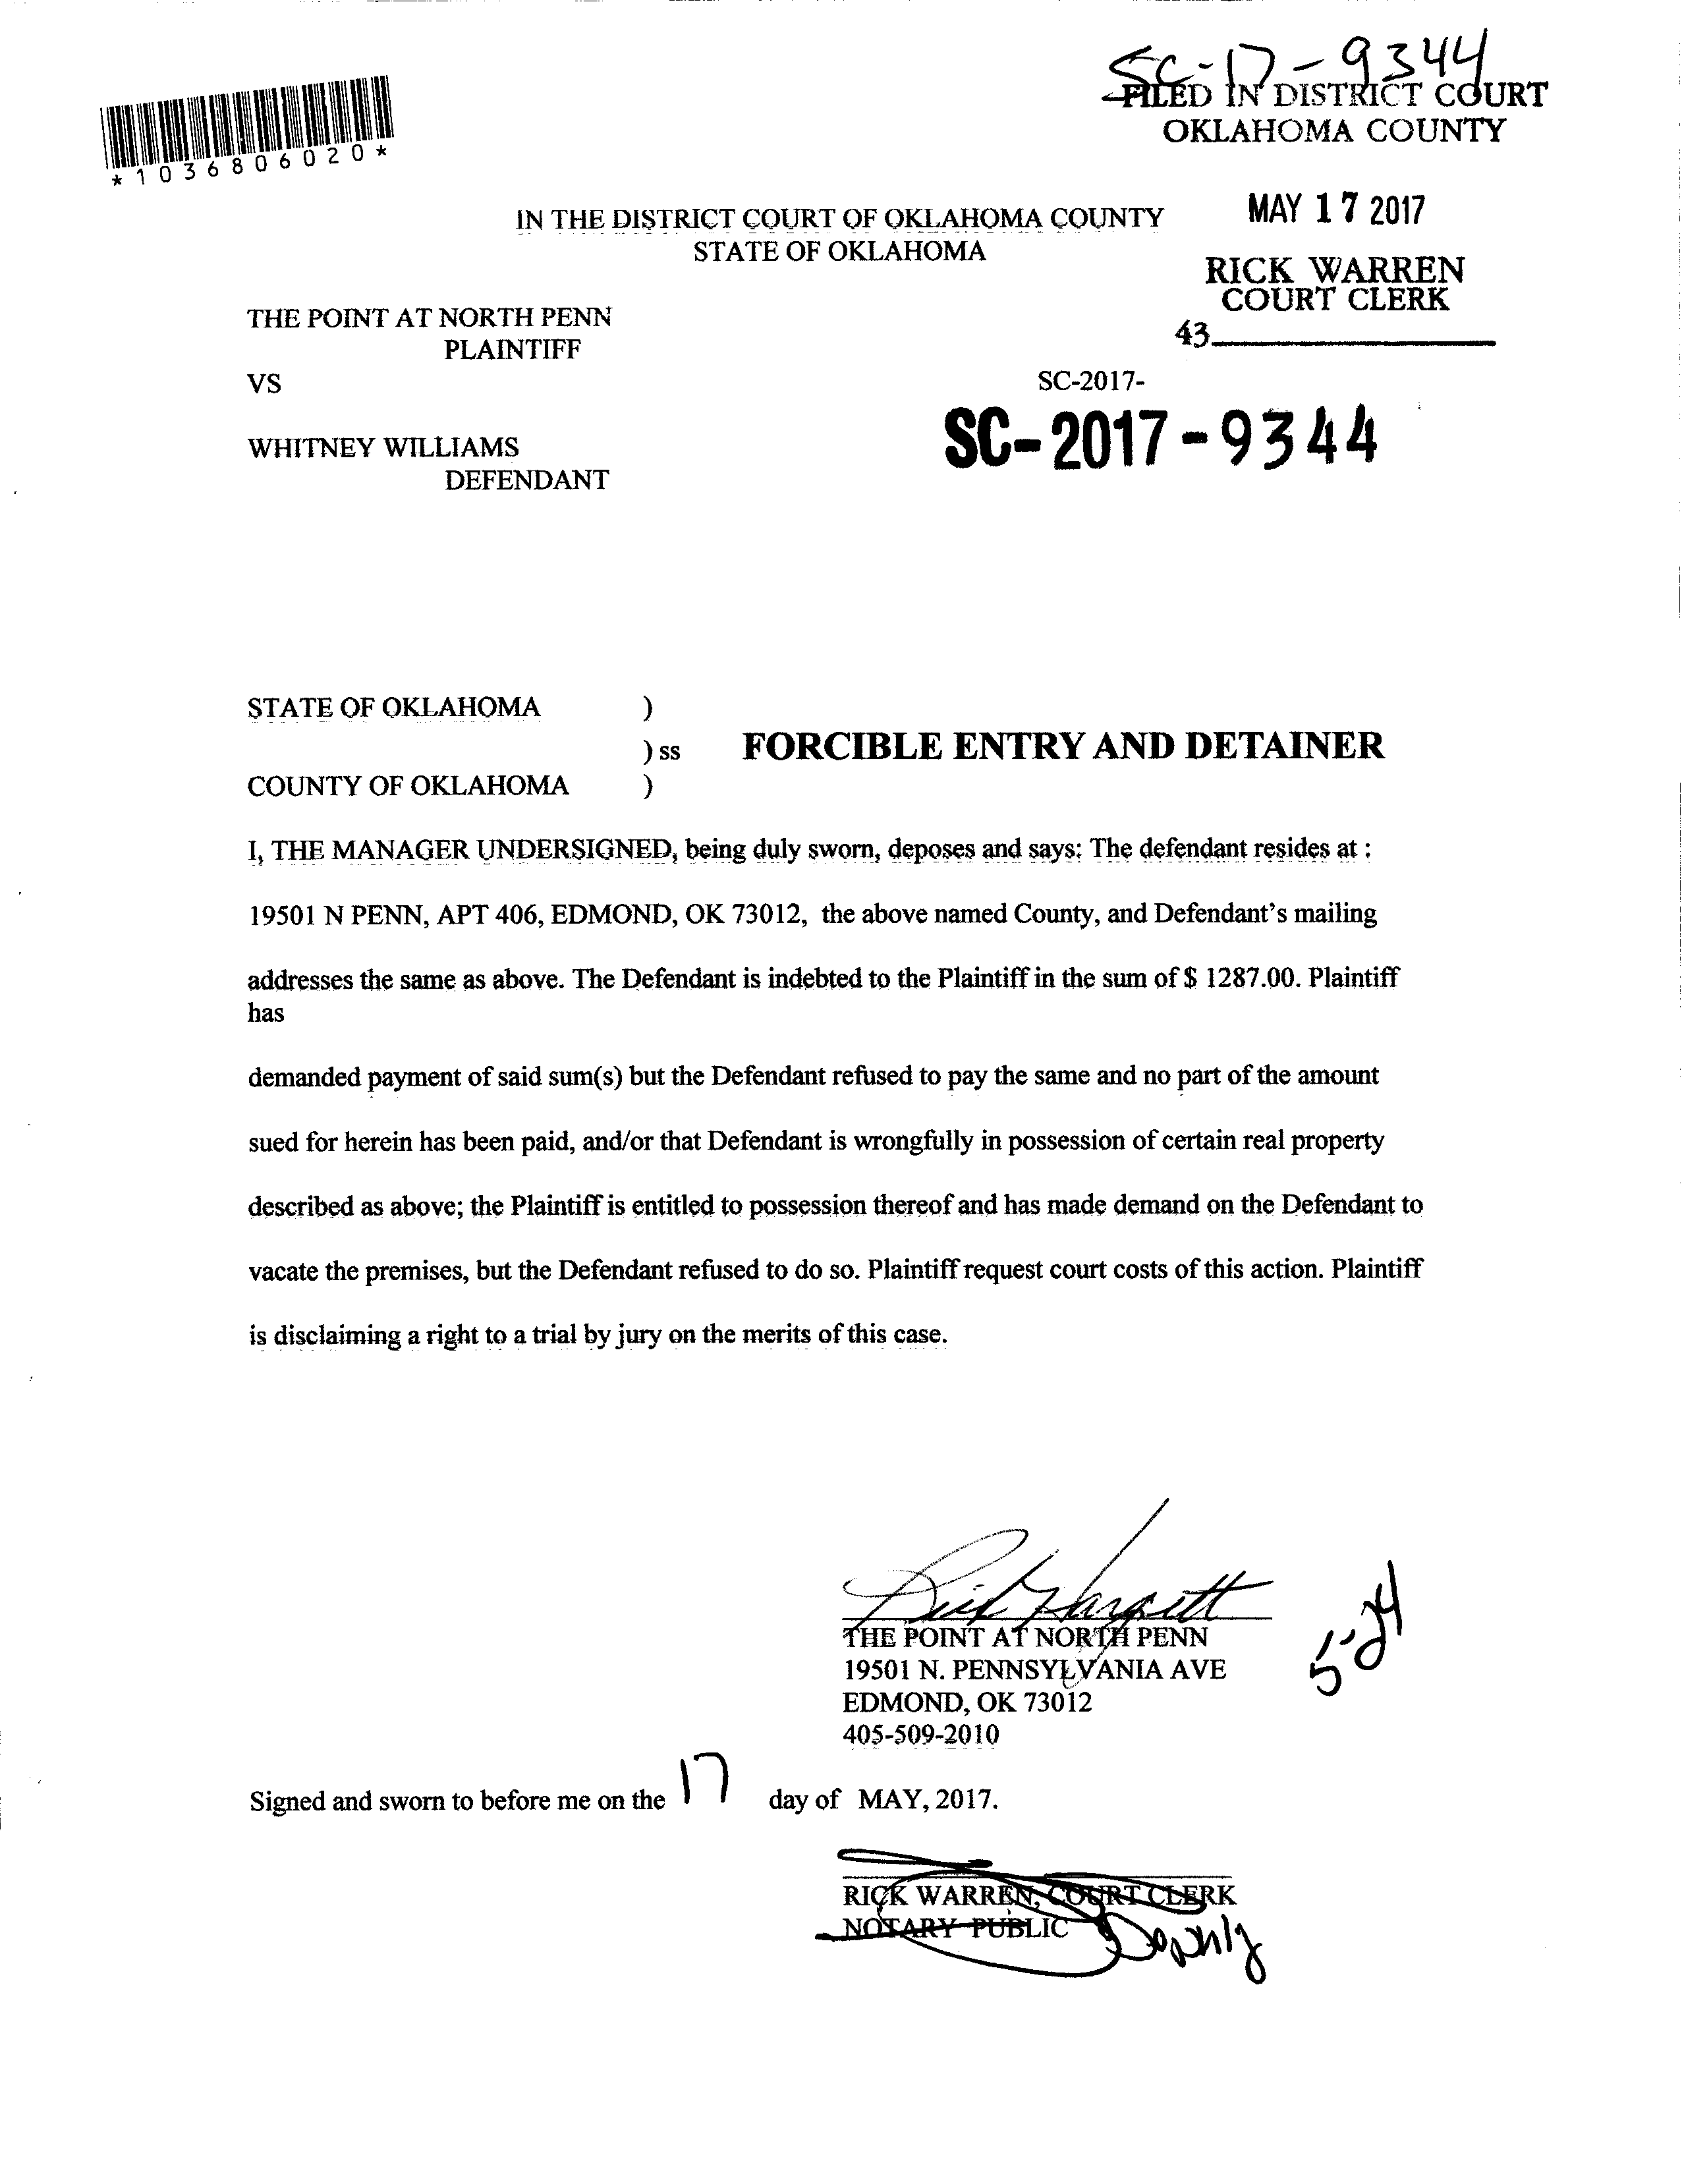 SC-17-9344
FILED IN DISTRICT COURT
OKLAHOMA COUNTY
*1036806020*
MAY 17 2017
IN THE DISTRICT COURT OF OKLAHOMA COUNTY
STATE OF OKLAHOMA
RICK WARREN
COURT CLERK
43
THE POINT AT NORTH PENN
PLAINTIFF
VS
SC-2017-
SC-2017-9344
WHITNEY WILLIAMS
DEFENDANT
STATE OF OKLAHOMA )
) ss FORCIBLE ENTRY AND DETAINER
COUNTY OF OKLAHOMA )
I, THE MANAGER UNDERSIGNED, being duly sworn, deposes and says: The defendant resides at :
19501 N PENN, APT 406, EDMOND, OK 73012, the above named County, and Defendant's mailing
addresses the same as above. The Defendant is indebted to the Plaintiff in the sum of $ 1287.00. Plaintiff
has
demanded payment of said sum(s) but the Defendant refused to pay the same and no part of the amount
sued for herein has been paid, and/or that Defendant is wrongfully in possession of certain real property
described as above; the Plaintiff is entitled to possession thereof and has made demand on the Defendant to
vacate the premises, but the Defendant refused to do so. Plaintiff request court costs of this action. Plaintiff
is disclaiming a right to a trial by jury on the merits of this case.
Rick Hargett
THE POINT AT NORTH PENN
19501 N. PENNSYLVANIA AVE
EDMOND, OK 73012
405-509-2010
5-24
Signed and sworn to before me on the 17 day of MAY, 2017.
RICK WARREN, COURT CLERK
NOTARY PUBLIC
Deputy